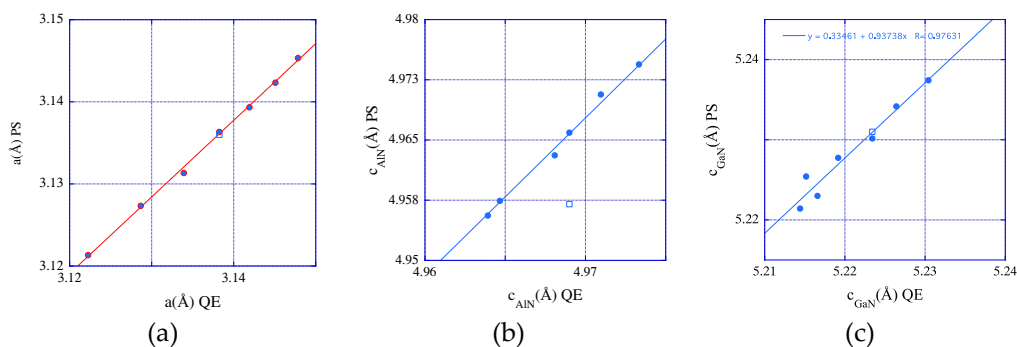 3.15
3.14
3.13
3.12
a(Å) PS
3.12
3.14
a(Å) QE
(a)
4.98
4.973
4.965
4.958
4.95
c_AlN(Å) PS
4.96
4.97
c_AlN(Å) QE
(b)
y = 0.33461 + 0.93738x R= 0.97631
5.24
5.22
c_GaN(Å) PS
5.21
5.22
5.23
5.24
c_GaN(Å) QE
(c)